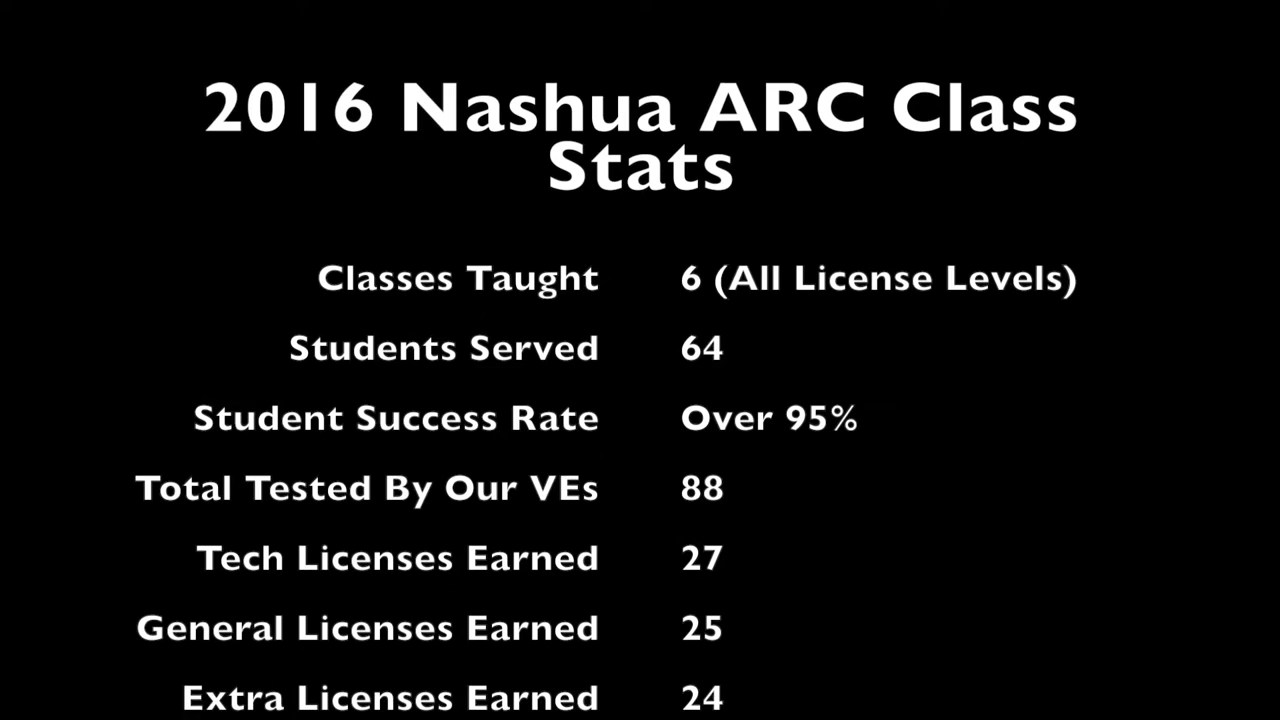 2016 Nashua ARC Class
Stats
Classes Taught 6 (All License Levels)
Students Served 64
Student Success Rate Over 95%
Total Tested By Our VEs 88
Tech Licenses Earned 27
General Licenses Earned 25
Extra Licenses Earned 24